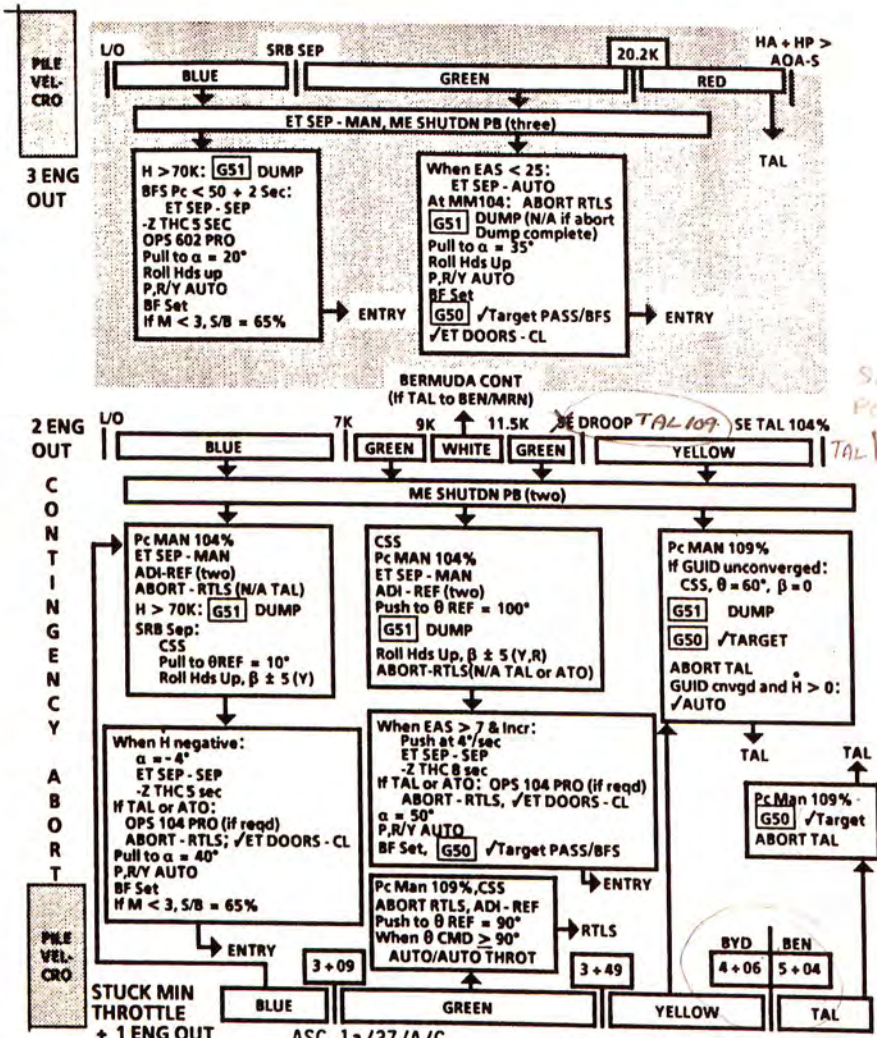 PILE
VEL-
CRO
3 ENG
OUT
L/O
SRB SEP
20.2K
HA + HP >
AOA-S
BLUE
GREEN
RED
ET SEP - MAN, ME SHUTDN PB (three)
TAL
H > 70K: G51 DUMP
BFS Pc < 50 + 2 Sec:
ET SEP - SEP
-Z THC 5 SEC
OPS 602 PRO
Pull to α = 20°
Roll Hds up
P,R/Y AUTO
BF Set
If M < 3, S/B = 65%
ENTRY
When EAS < 25:
ET SEP - AUTO
At MM104: ABORT RTLS
G51 DUMP (N/A if abort
Dump complete)
Pull to α = 35°
Roll Hds Up
P,R/Y AUTO
BF Set
G50 √Target PASS/BFS
√ET DOORS - CL
ENTRY
BERMUDA CONT
(If TAL to BEN/MRN)
2 ENG
OUT
L/O
7K
9K
11.5K
SE DROOP
TAL 109
SE TAL 104%
TAL
BLUE
GREEN
WHITE
GREEN
YELLOW
ME SHUTDN PB (two)
CONTINGENCY
ABORT
Pc MAN 104%
ET SEP - MAN
ADI-REF (two)
ABORT - RTLS (N/A TAL)
H > 70K: G51 DUMP
SRB Sep:
CSS
Pull to θREF = 10°
Roll Hds Up, β ± 5 (Y)
CSS
Pc MAN 104%
ET SEP - MAN
ADI - REF (two)
Push to θ REF = 100°
G51 DUMP
Roll Hds Up, β ± 5 (Y,R)
ABORT-RTLS(N/A TAL or ATO)
Pc MAN 109%
If GUID unconverged:
CSS, θ = 60°, β = 0
G51 DUMP
G50 √TARGET
ABORT TAL
GUID cnvgd and Ḣ > 0:
√AUTO
TAL
When Ḣ negative:
α = - 4°
ET SEP - SEP
-Z THC 5 sec
If TAL or ATO:
OPS 104 PRO (if reqd)
ABORT - RTLS; √ET DOORS - CL
Pull to α = 40°
P,R/Y AUTO
BF Set
If M < 3, S/B = 65%
ENTRY
When EAS > 7 & Incr:
Push at 4°/sec
ET SEP - SEP
-Z THC 8 sec
If TAL or ATO: OPS 104 PRO (if reqd)
ABORT - RTLS, √ET DOORS - CL
α = 50°
P,R/Y AUTO
BF Set, G50 √Target PASS/BFS
ENTRY
TAL
Pc Man 109%
G50 √Target
ABORT TAL
Pc Man 109%,CSS
ABORT RTLS, ADI - REF
Push to θ REF = 90°
When θ CMD ≥ 90°
AUTO/AUTO THROT
RTLS
PILE
VEL-
CRO
STUCK MIN
THROTTLE
+ 1 ENG OUT
3 + 09
3 + 49
BYD
4 + 06
BEN
5 + 04
BLUE
GREEN
YELLOW
TAL
ASC-1a/37/A/C